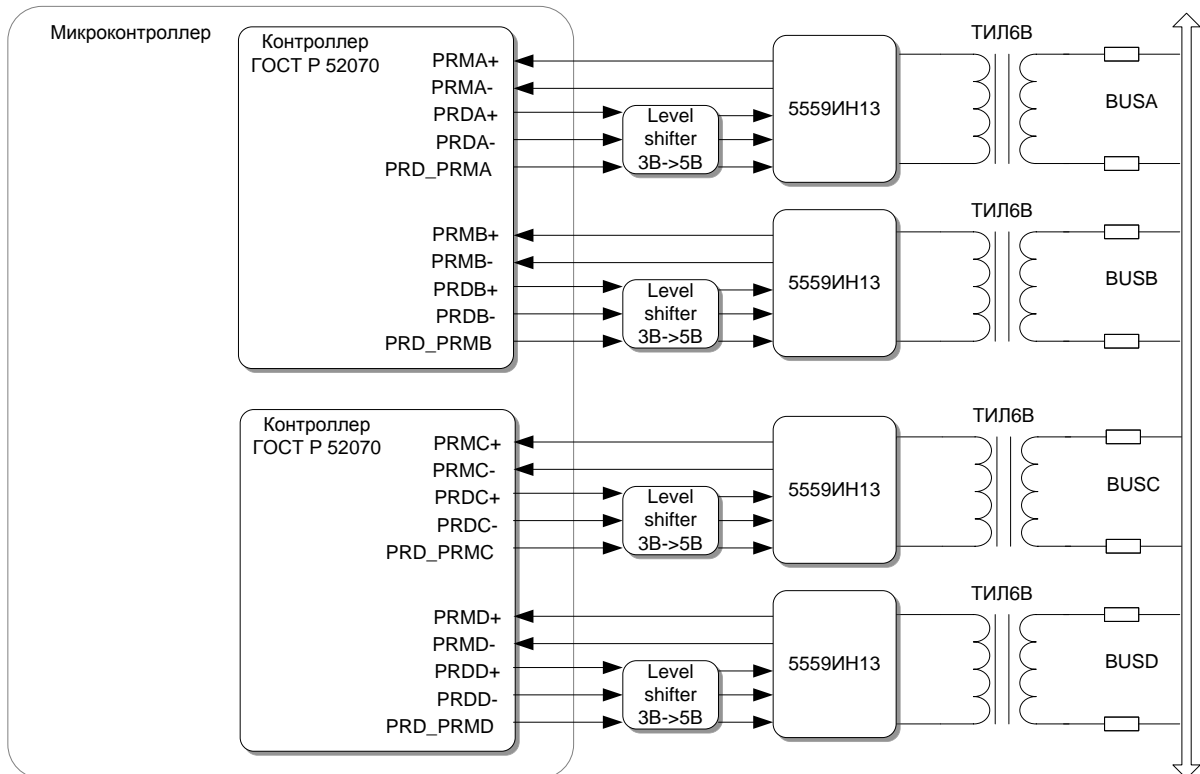 Микроконтроллер
Контроллер
ГОСТ Р 52070
PRMA+
PRMA-
PRDA+
PRDA-
PRD_PRMA
Level
shifter
3В->5В
5559ИН13
ТИЛ6В
BUSA
PRMB+
PRMB-
PRDB+
PRDB-
PRD_PRMB
Level
shifter
3В->5В
5559ИН13
ТИЛ6В
BUSB
Контроллер
ГОСТ Р 52070
PRMC+
PRMC-
PRDC+
PRDC-
PRD_PRMC
Level
shifter
3В->5В
5559ИН13
ТИЛ6В
BUSC
PRMD+
PRMD-
PRDD+
PRDD-
PRD_PRMD
Level
shifter
3В->5В
5559ИН13
ТИЛ6В
BUSD